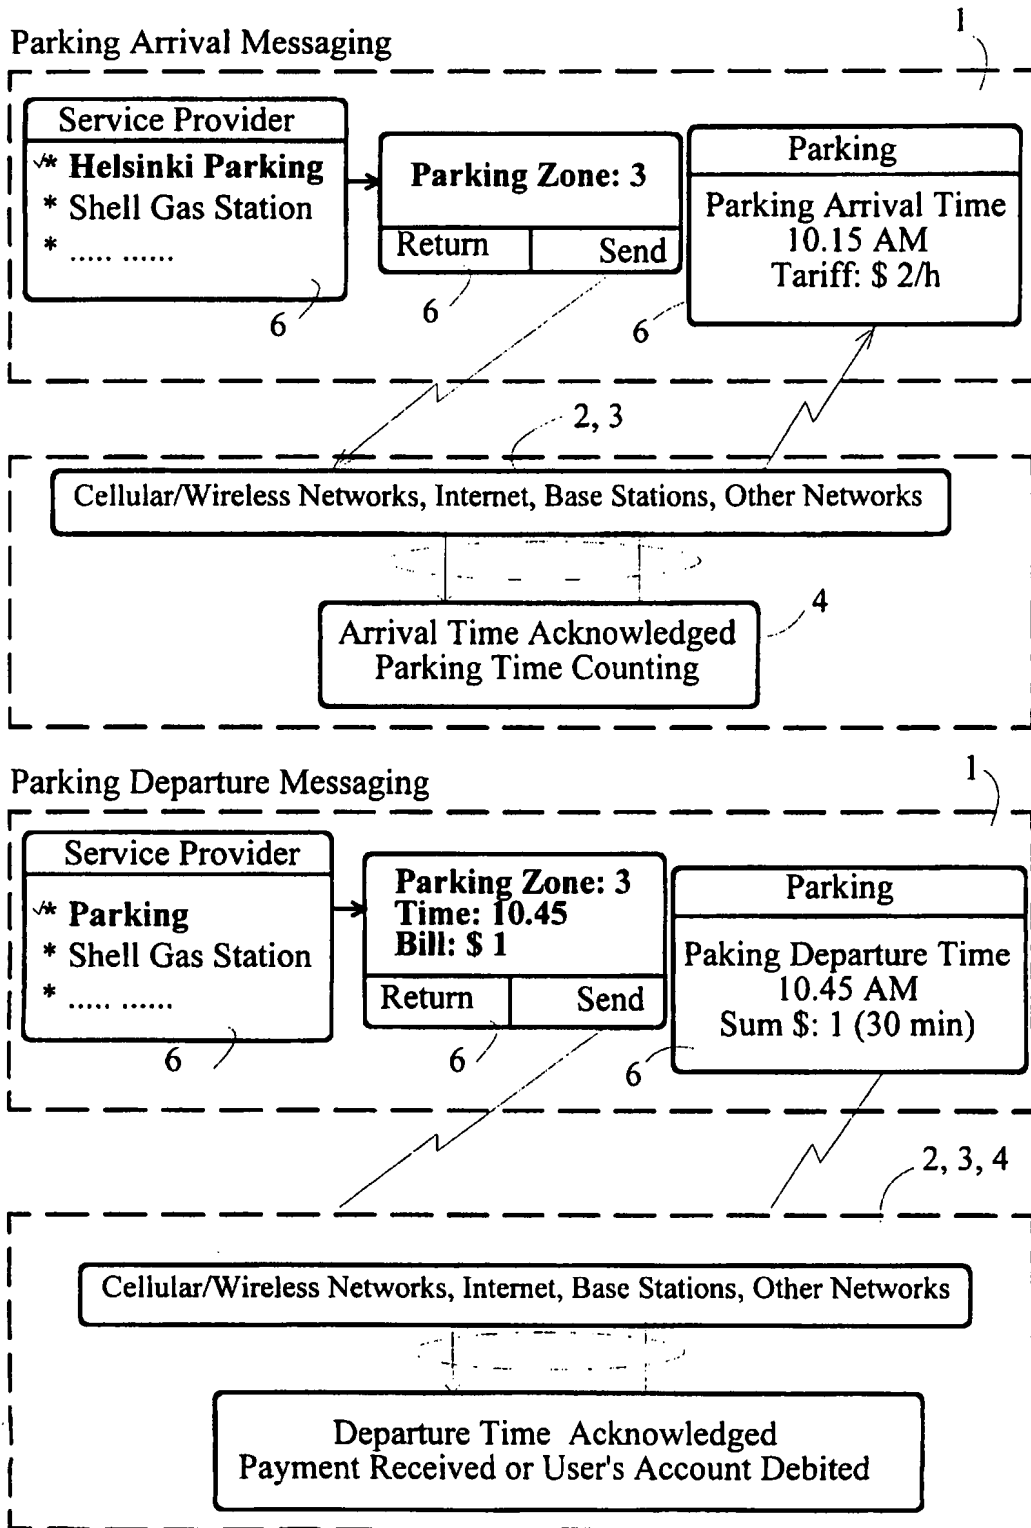 Parking Arrival Messaging
1
Service Provider
√* Helsinki Parking
* Shell Gas Station
* ..... ......
6
Parking Zone: 3
Return
Send
6
Parking
Parking Arrival Time
10.15 AM
Tariff: $ 2/h
6
2, 3
Cellular/Wireless Networks, Internet, Base Stations, Other Networks
4
Arrival Time Acknowledged
Parking Time Counting
Parking Departure Messaging
1
Service Provider
√* Parking
* Shell Gas Station
* ..... ......
6
Parking Zone: 3
Time: 10.45
Bill: $ 1
Return
Send
6
Parking
Paking Departure Time
10.45 AM
Sum $: 1 (30 min)
6
2, 3, 4
Cellular/Wireless Networks, Internet, Base Stations, Other Networks
Departure Time Acknowledged
Payment Received or User's Account Debited